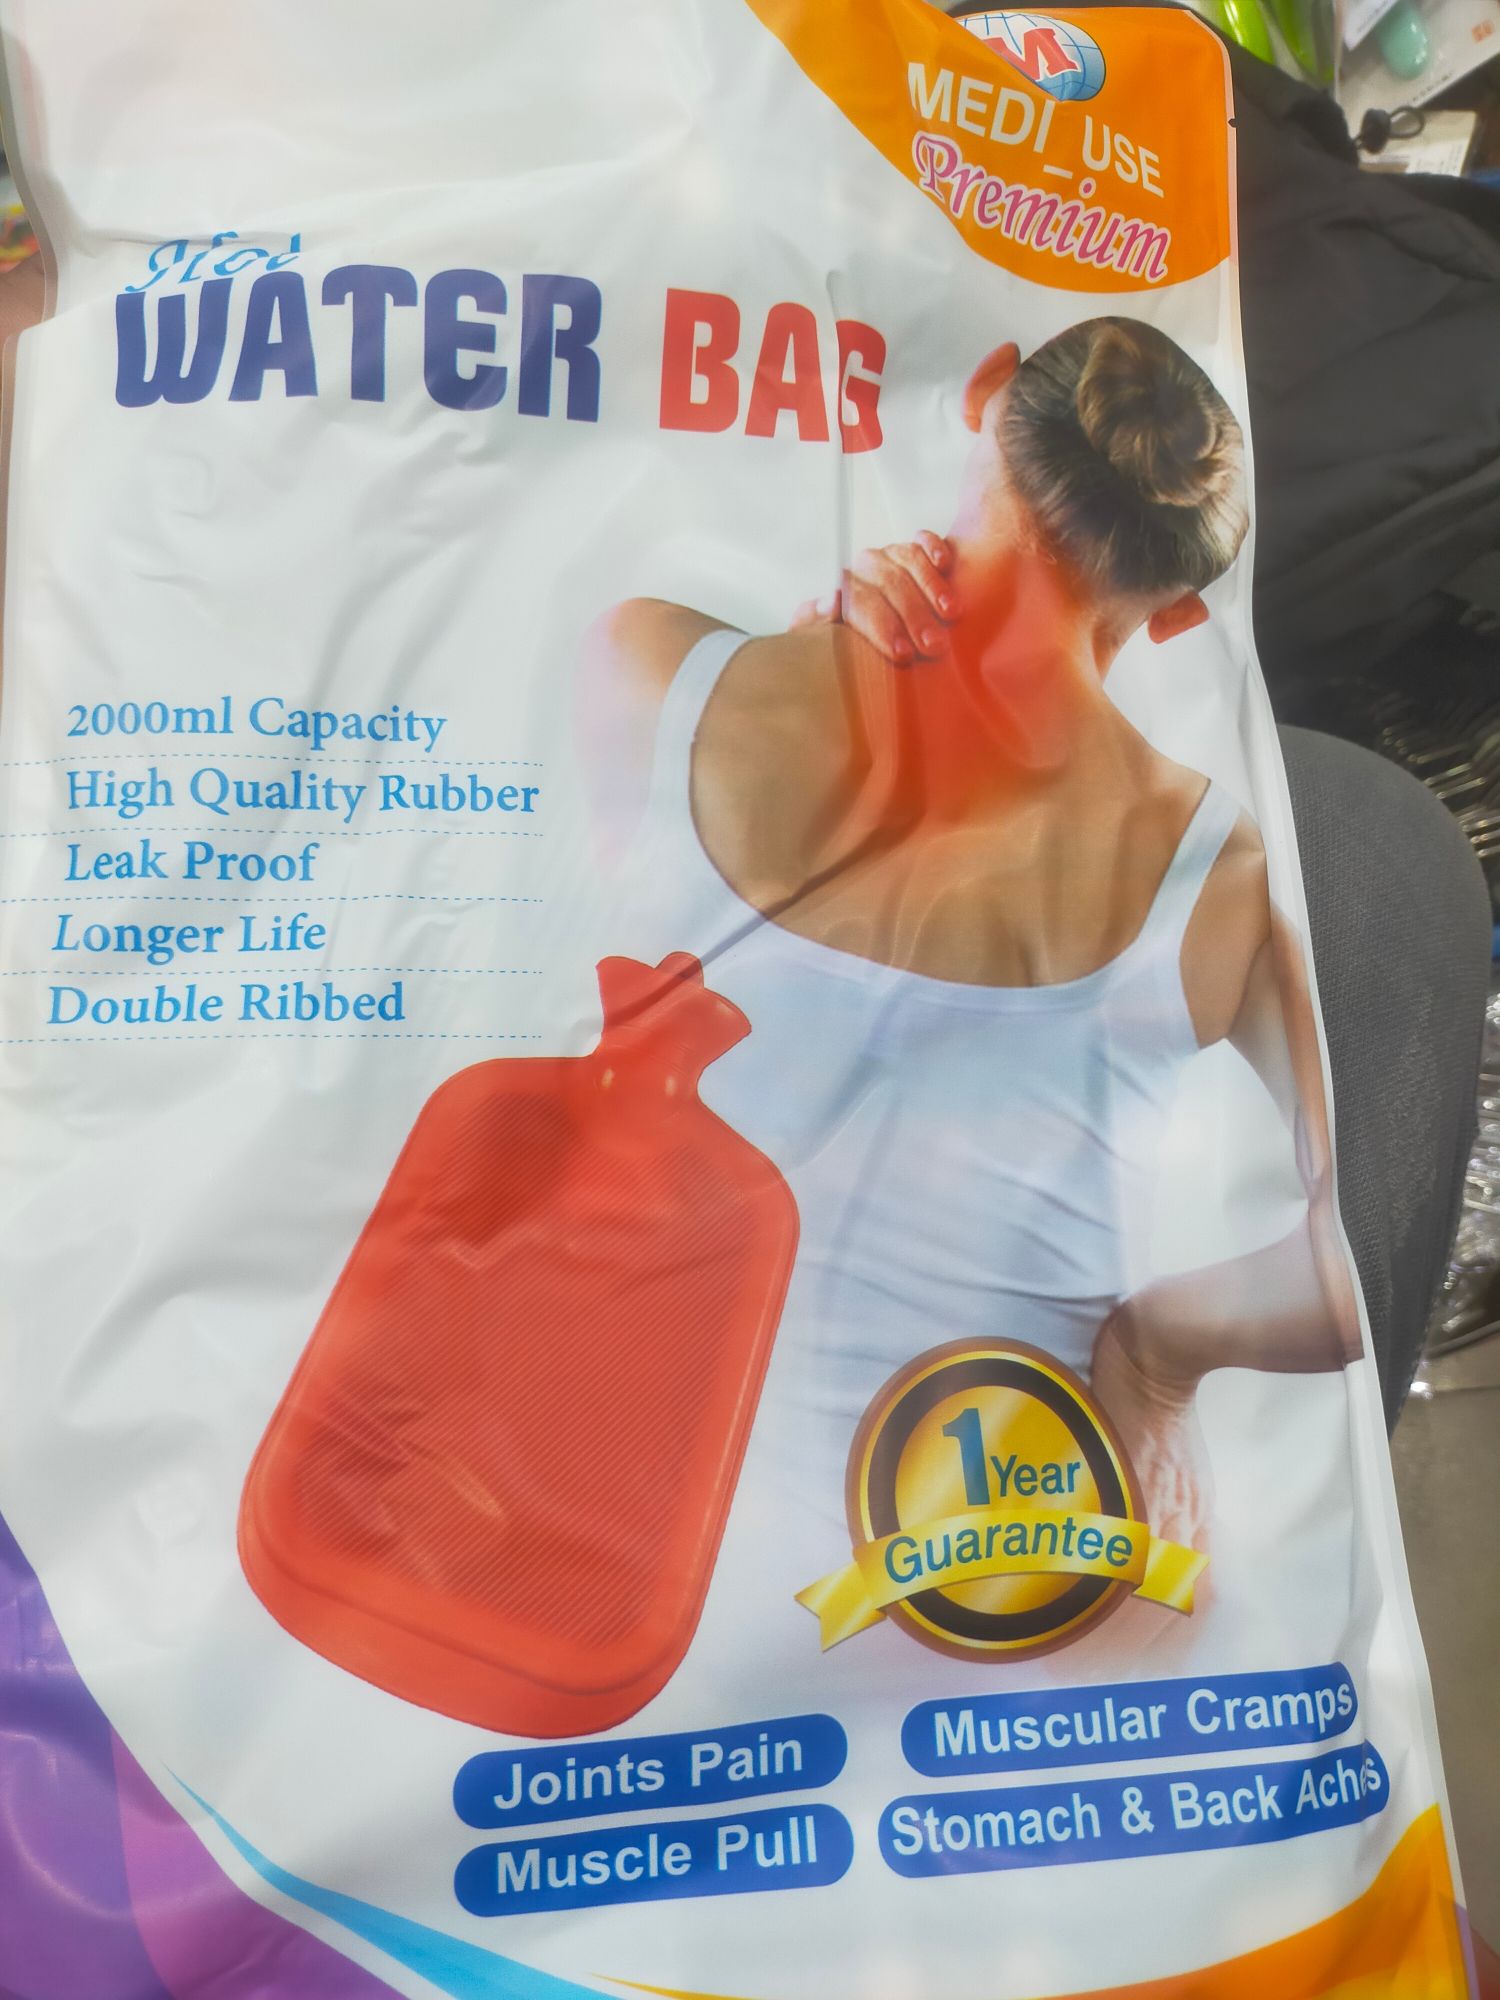 M
MEDI_USE
Premium
Hot
WATER BAG
2000ml Capacity
High Quality Rubber
Leak Proof
Longer Life
Double Ribbed
1 Year
Guarantee
Joints Pain
Muscular Cramps
Muscle Pull
Stomach & Back Aches